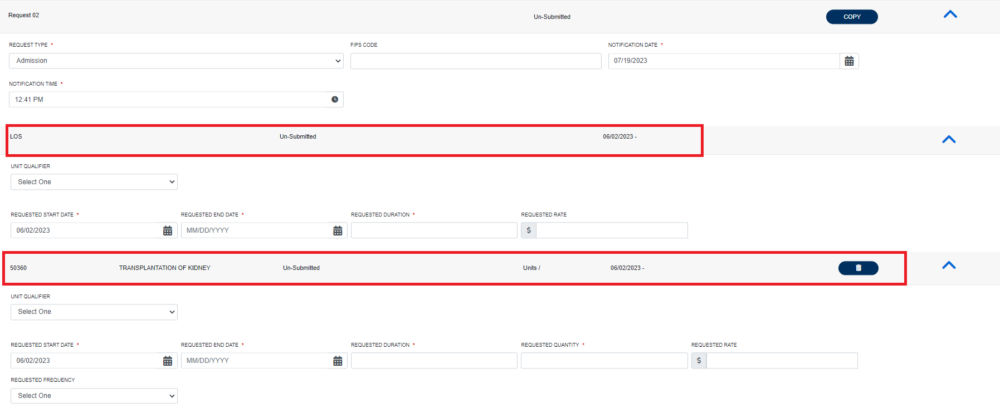 Request 02 Un-Submitted COPY
REQUEST TYPE * FIPS CODE NOTIFICATION DATE *
Admission 07/19/2023
NOTIFICATION TIME *
12:41 PM
LOS Un-Submitted 06/02/2023 -
UNIT QUALIFIER
Select One
REQUESTED START DATE * REQUESTED END DATE * REQUESTED DURATION * REQUESTED RATE
06/02/2023 MM/DD/YYYY $
50360 TRANSPLANTATION OF KIDNEY Un-Submitted Units / 06/02/2023 -
UNIT QUALIFIER
Select One
REQUESTED START DATE * REQUESTED END DATE * REQUESTED DURATION * REQUESTED QUANTITY * REQUESTED RATE
06/02/2023 MM/DD/YYYY $
REQUESTED FREQUENCY
Select One